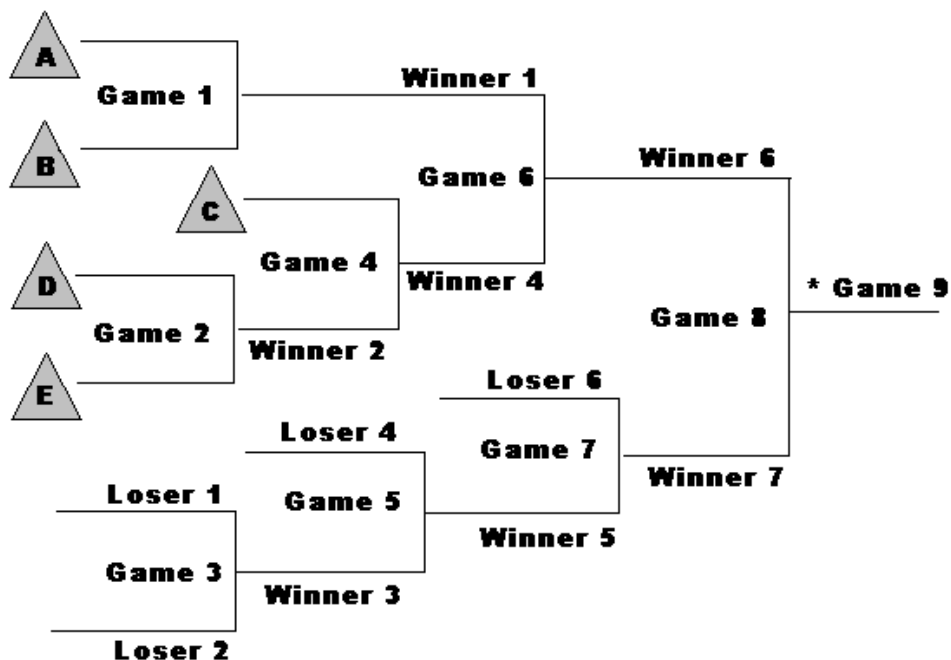 A
Game 1
B
Winner 1
Game 6
Winner 6
C
Game 4
Winner 4
D
Game 2
Winner 2
E
* Game 9
Game 8
Loser 6
Game 7
Winner 7
Loser 4
Game 5
Winner 5
Loser 1
Game 3
Winner 3
Loser 2